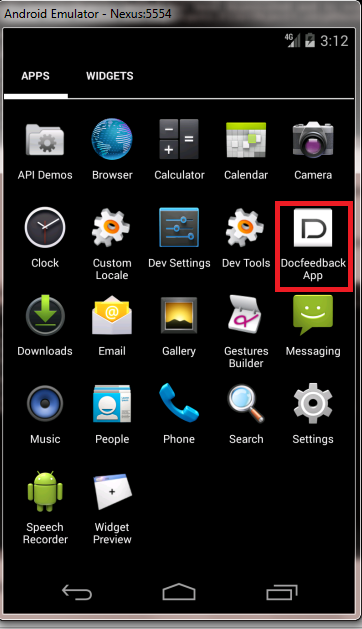 Android Emulator - Nexus:5554
4G 3:12
APPS WIDGETS
API Demos Browser Calculator Calendar Camera
Clock Custom Locale Dev Settings Dev Tools Docfeedback App
Downloads Email Gallery Gestures Builder Messaging
Music People Phone Search Settings
Speech Recorder Widget Preview